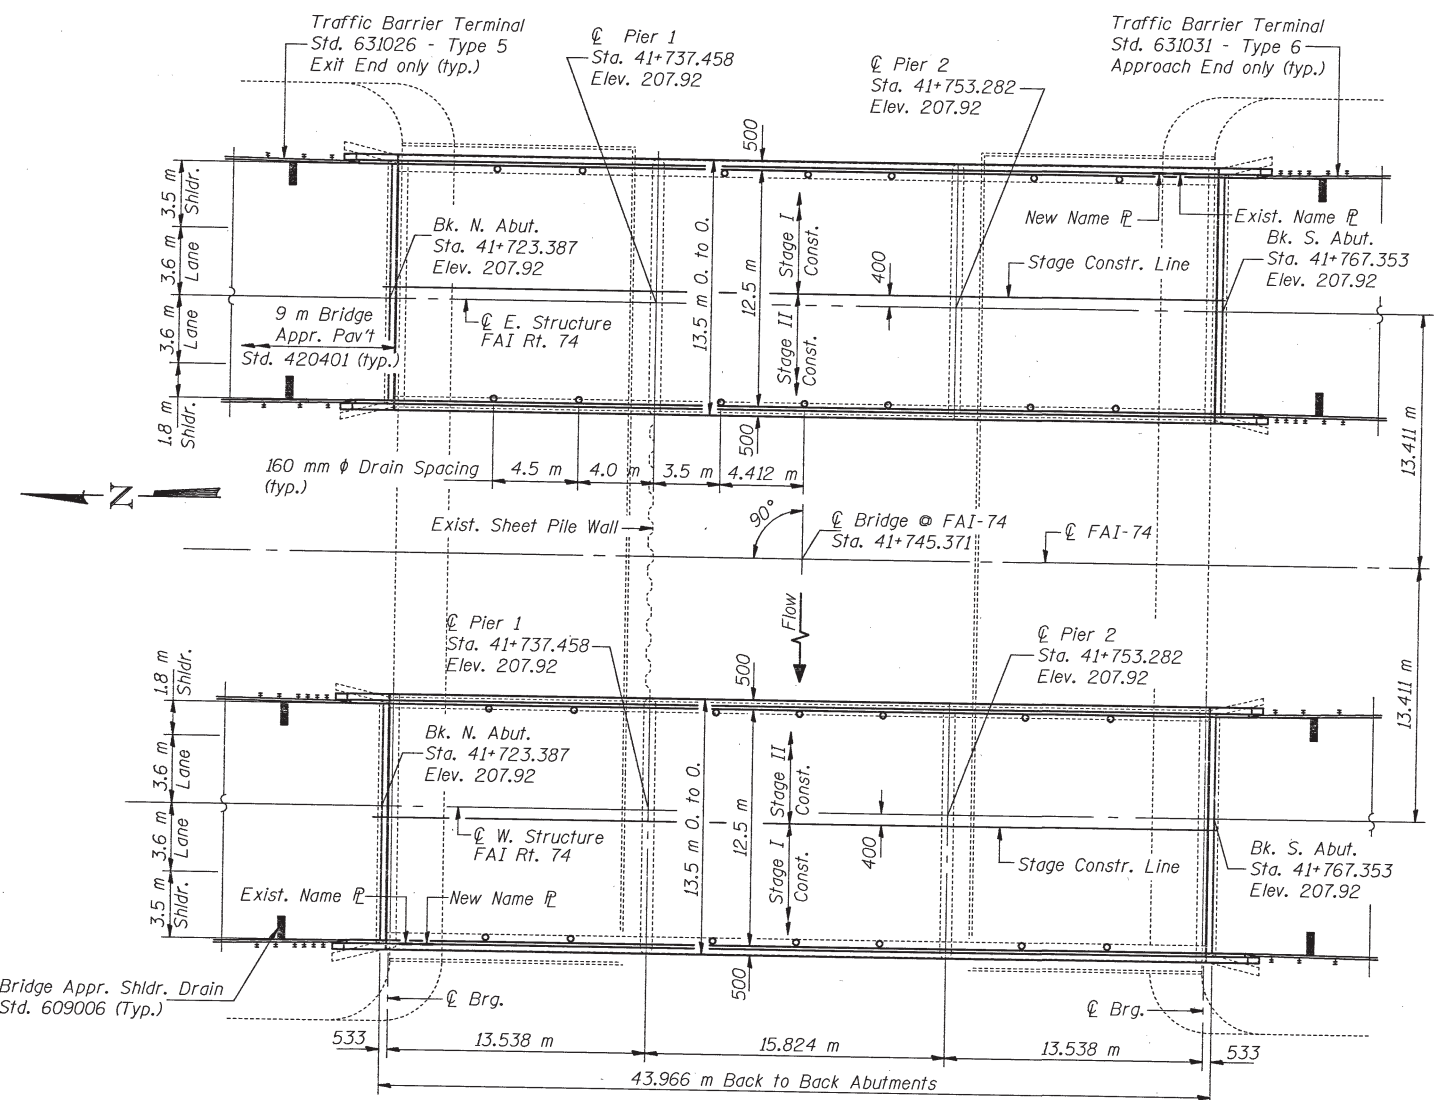 Traffic Barrier Terminal
Std. 631026 - Type 5
Exit End only (typ.)
℄ Pier 1
Sta. 41+737.458
Elev. 207.92
℄ Pier 2
Sta. 41+753.282
Elev. 207.92
Traffic Barrier Terminal
Std. 631031 - Type 6
Approach End only (typ.)
500
3.5 m
Shldr.
3.6 m
Lane
3.6 m
Lane
1.8 m
Shldr.
Bk. N. Abut.
Sta. 41+723.387
Elev. 207.92
9 m Bridge
Appr. Pav't
Std. 420401 (typ.)
℄ E. Structure
FAI Rt. 74
13.5 m O. to O.
12.5 m
Stage I
Const.
Stage II
Const.
400
New Name ⅊
Exist. Name ⅊
Stage Constr. Line
Bk. S. Abut.
Sta. 41+767.353
Elev. 207.92
500
13.411 m
160 mm ϕ Drain Spacing
(typ.)
4.5 m
4.0 m
3.5 m
4.412 m
N
Exist. Sheet Pile Wall
90°
℄ Bridge @ FAI-74
Sta. 41+745.371
℄ FAI-74
Flow
13.411 m
℄ Pier 1
Sta. 41+737.458
Elev. 207.92
℄ Pier 2
Sta. 41+753.282
Elev. 207.92
500
1.8 m
Shldr.
3.6 m
Lane
3.6 m
Lane
3.5 m
Shldr.
Bk. N. Abut.
Sta. 41+723.387
Elev. 207.92
℄ W. Structure
FAI Rt. 74
13.5 m O. to O.
12.5 m
Stage II
Const.
Stage I
Const.
400
Stage Constr. Line
Bk. S. Abut.
Sta. 41+767.353
Elev. 207.92
Exist. Name ⅊
New Name ⅊
500
Bridge Appr. Shldr. Drain
Std. 609006 (Typ.)
℄ Brg.
℄ Brg.
533
13.538 m
15.824 m
13.538 m
533
43.966 m Back to Back Abutments